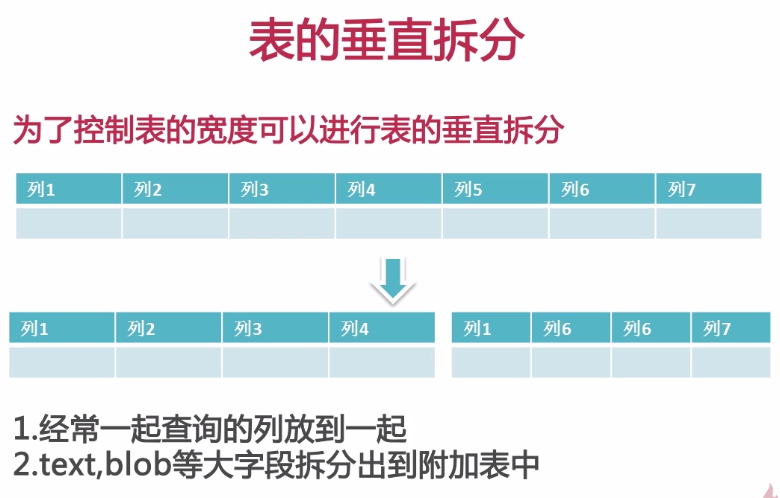 表的垂直拆分
为了控制表的宽度可以进行表的垂直拆分
列1 列2 列3 列4 列5 列6 列7
列1 列2 列3 列4 列1 列6 列6 列7
1.经常一起查询的列放到一起
2.text,blob等大字段拆分出到附加表中